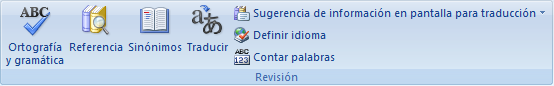 ABC
Ortografía y gramática
Referencia
Sinónimos
a あ
Traducir
Sugerencia de información en pantalla para traducción
Definir idioma
ABC
123
Contar palabras
Revisión